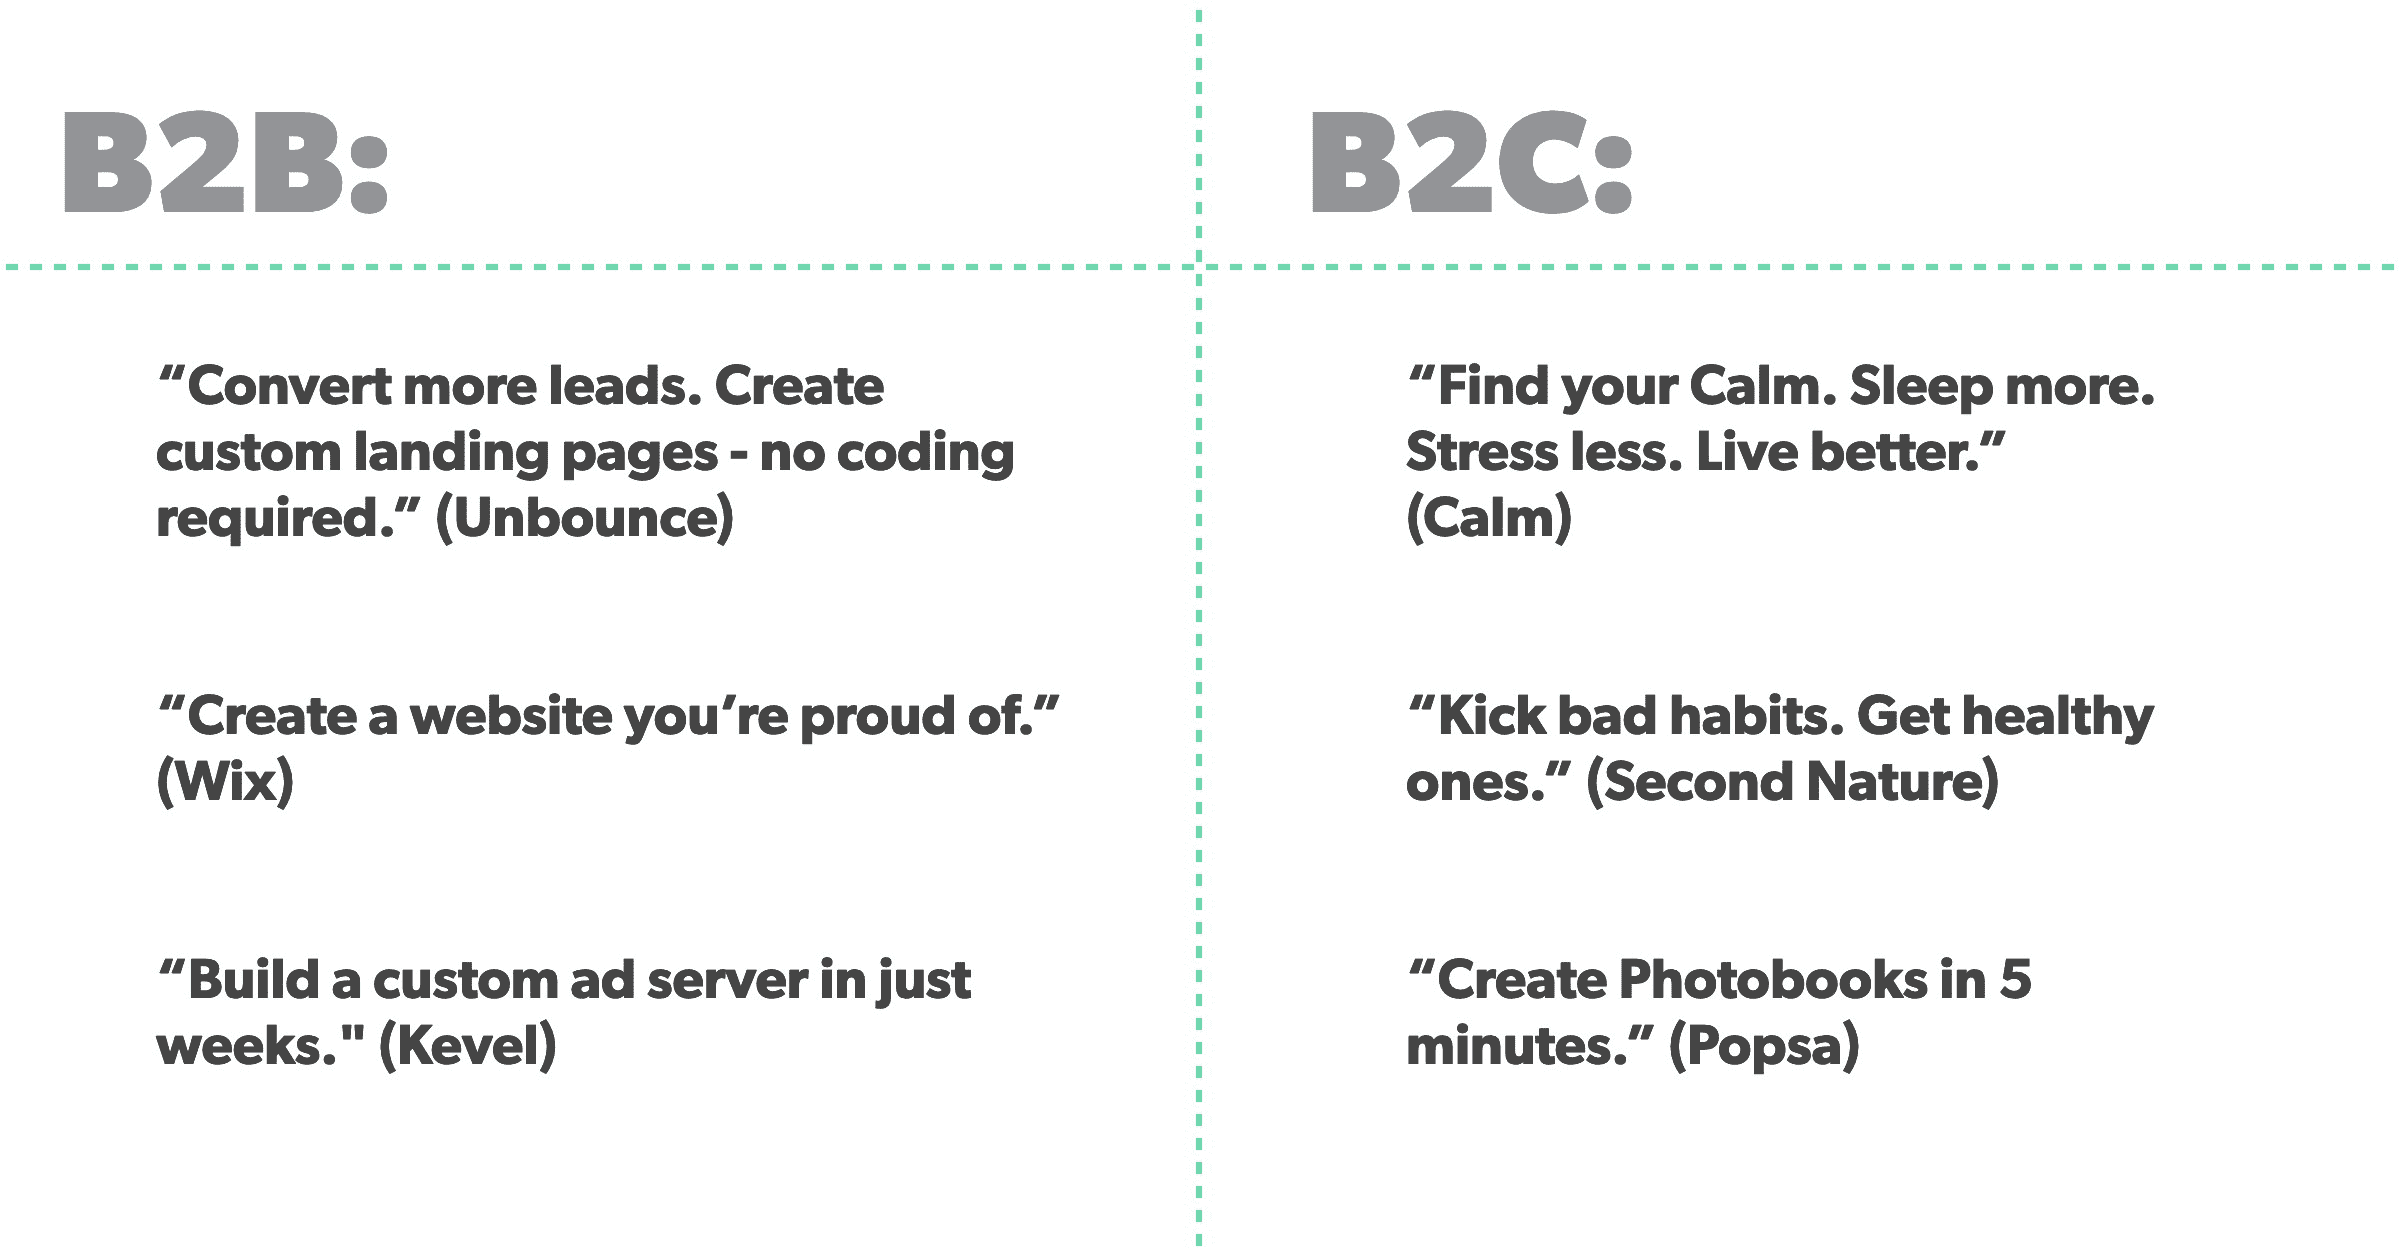 B2B:
“Convert more leads. Create
custom landing pages - no coding
required.” (Unbounce)
“Create a website you’re proud of.”
(Wix)
“Build a custom ad server in just
weeks." (Kevel)
B2C:
“Find your Calm. Sleep more.
Stress less. Live better.”
(Calm)
“Kick bad habits. Get healthy
ones.” (Second Nature)
“Create Photobooks in 5
minutes.” (Popsa)